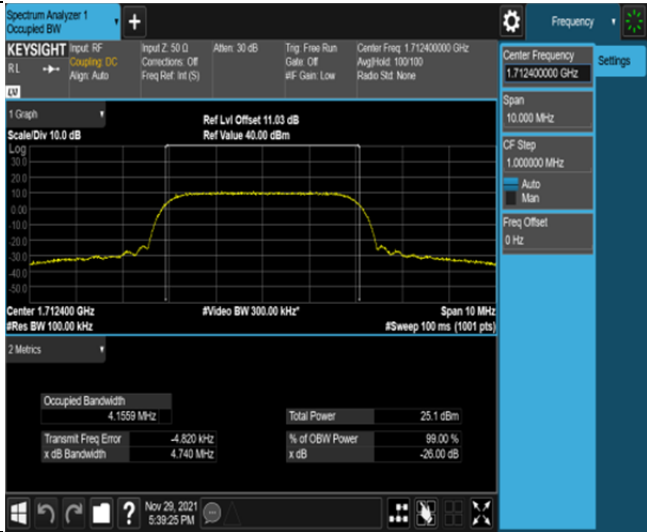 Spectrum Analyzer 1
Occupied BW
Frequency
KEYSIGHT
RL
LV
Input: RF
Coupling: DC
Align: Auto
Input Z: 50 Ω
Corrections: Off
Freq Ref: Int (S)
Atten: 30 dB
Trig: Free Run
Gate: Off
#IF Gain: Low
Center Freq: 1.712400000 GHz
Avg|Hold: 100/100
Radio Std: None
Center Frequency
1.712400000 GHz
Settings
Span
10.000 MHz
CF Step
1.000000 MHz
Auto
Man
Freq Offset
0 Hz
1 Graph
Scale/Div 10.0 dB
Ref Lvl Offset 11.03 dB
Ref Value 40.00 dBm
Log
30.0
20.0
10.0
0.00
-10.0
-20.0
-30.0
-40.0
-50.0
Center 1.712400 GHz
#Res BW 100.00 kHz
#Video BW 300.00 kHz*
Span 10 MHz
#Sweep 100 ms (1001 pts)
2 Metrics
Occupied Bandwidth
4.1559 MHz
Total Power 25.1 dBm
Transmit Freq Error -4.820 kHz
% of OBW Power 99.00 %
x dB Bandwidth 4.740 MHz
x dB -26.00 dB
?
Nov 29, 2021
5:39:25 PM